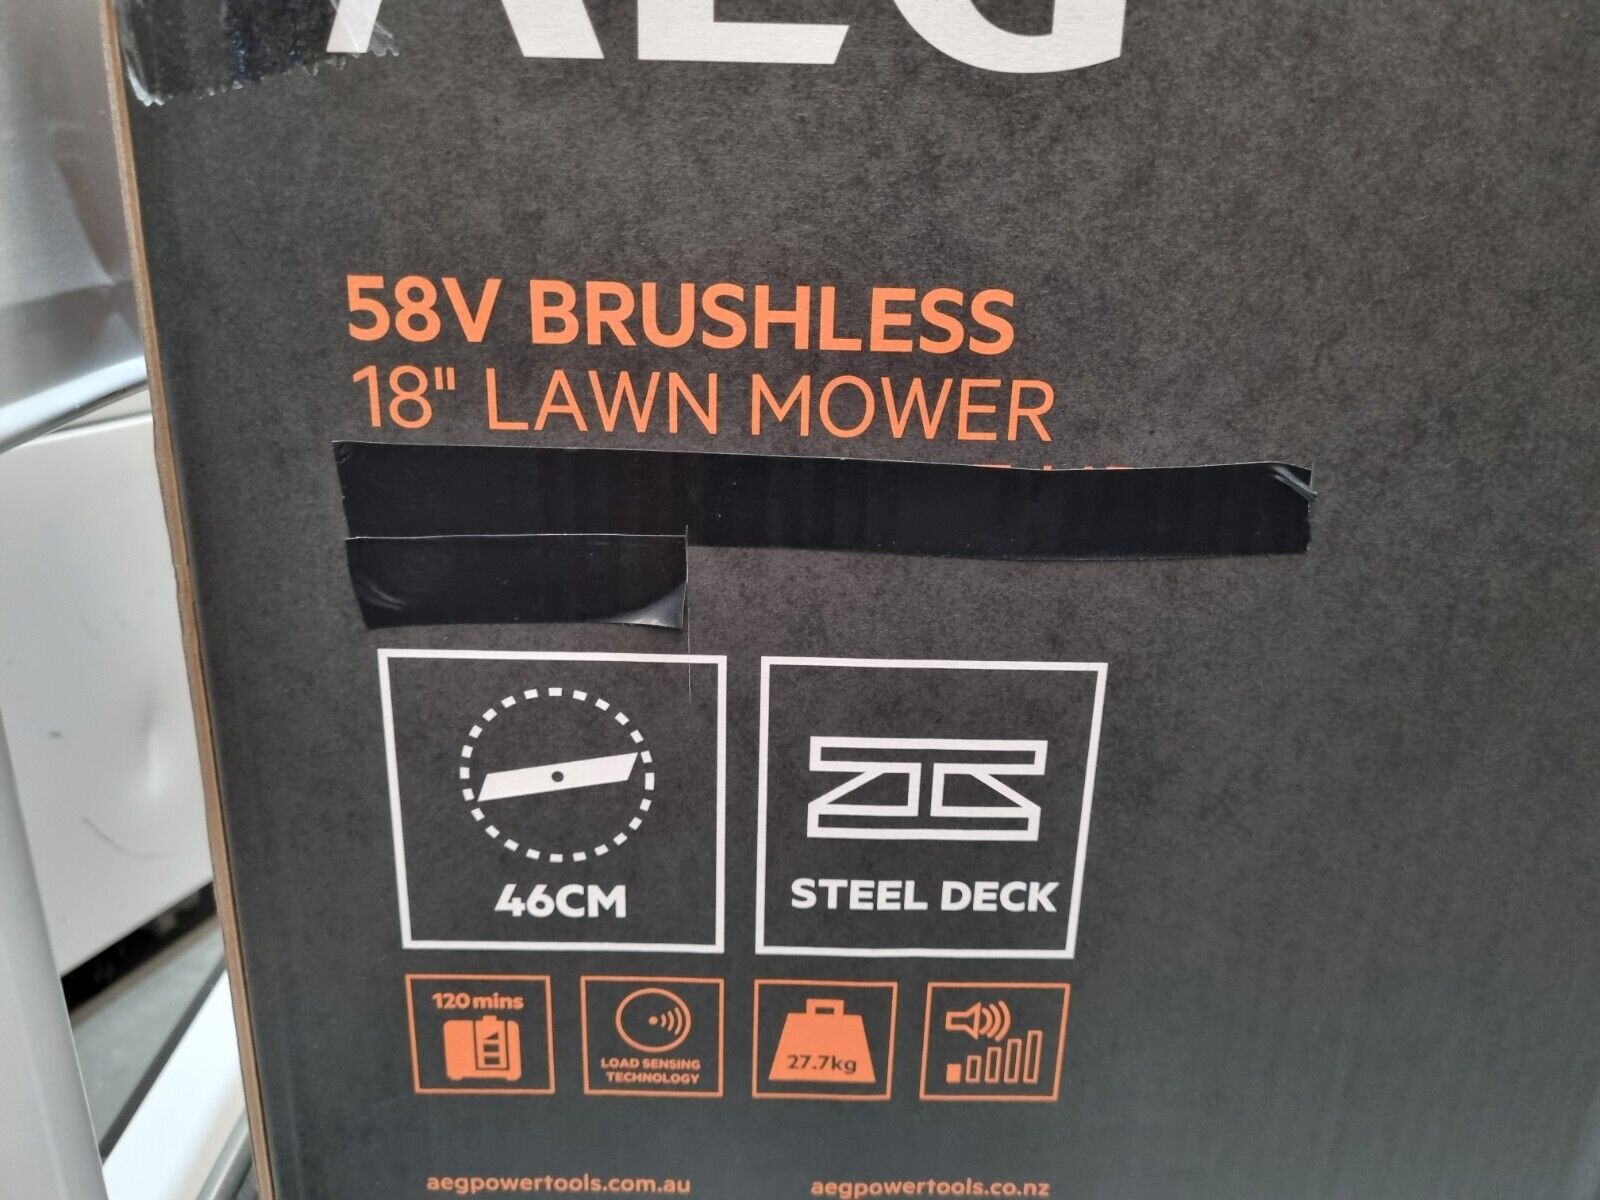 AEG
58V BRUSHLESS
18" LAWN MOWER
46CM
STEEL DECK
120 mins
LOAD SENSING
TECHNOLOGY
27.7kg
aegpowertools.com.au
aegpowertools.co.nz